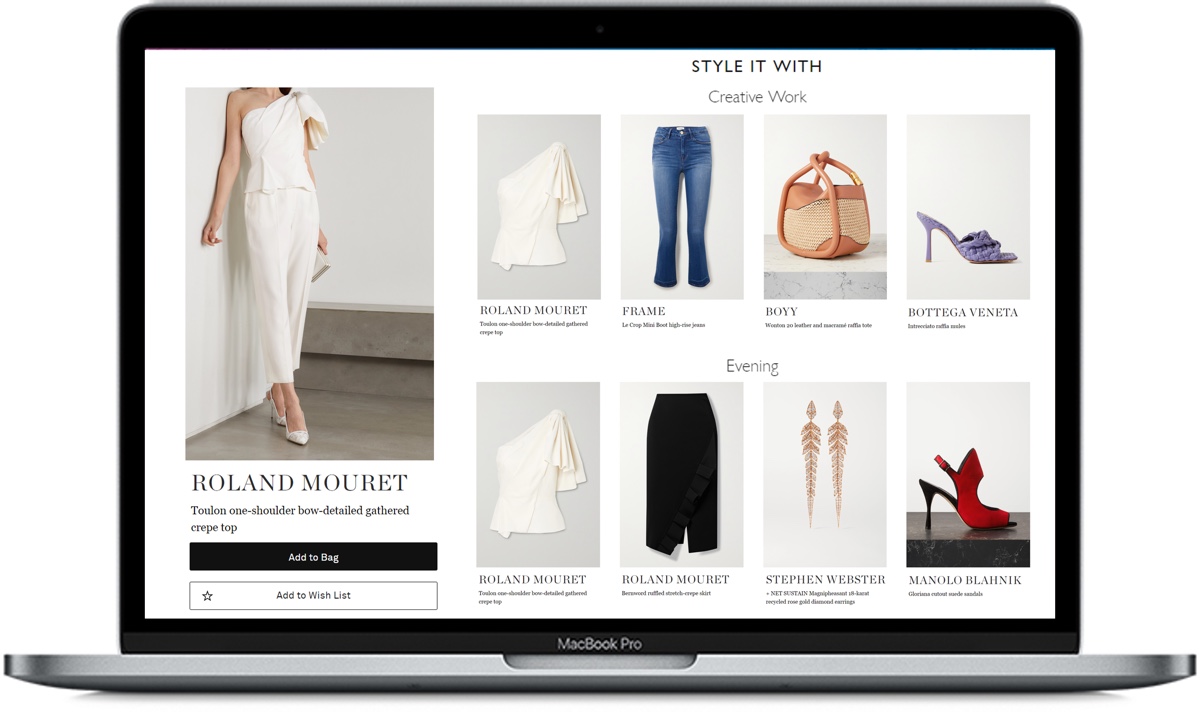 STYLE IT WITH
Creative Work
ROLAND MOURET
Toulon one-shoulder bow-detailed gathered
crepe top
FRAME
Le Crop Mini Boot high-rise jeans
BOYY
Wonton 20 leather and macramé raffia tote
BOTTEGA VENETA
Intrecciato raffia mules
Evening
ROLAND MOURET
Toulon one-shoulder bow-detailed gathered
crepe top
ROLAND MOURET
Bernword ruffled stretch-crepe skirt
STEPHEN WEBSTER
+ NET SUSTAIN Magnipheasant 18-karat
recycled rose gold diamond earrings
MANOLO BLAHNIK
Gloriana cutout suede sandals
ROLAND MOURET
Toulon one-shoulder bow-detailed gathered
crepe top
Add to Bag
Add to Wish List
MacBook Pro